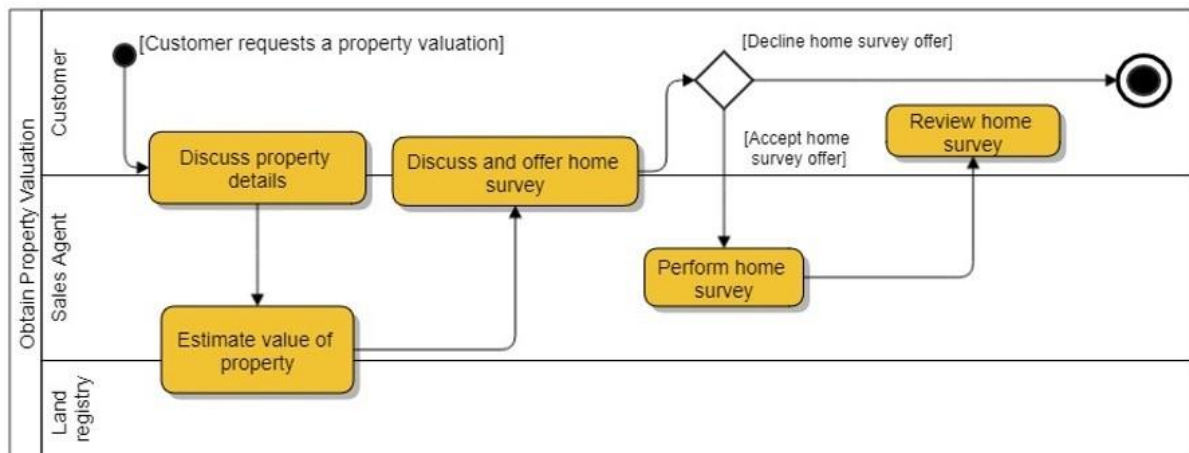 Obtain Property Valuation
Customer
[Customer requests a property valuation]
[Decline home survey offer]
Discuss property
details
Discuss and offer home
survey
[Accept home
survey offer]
Review home
survey
Sales Agent
Perform home
survey
Estimate value of
property
Land
registry